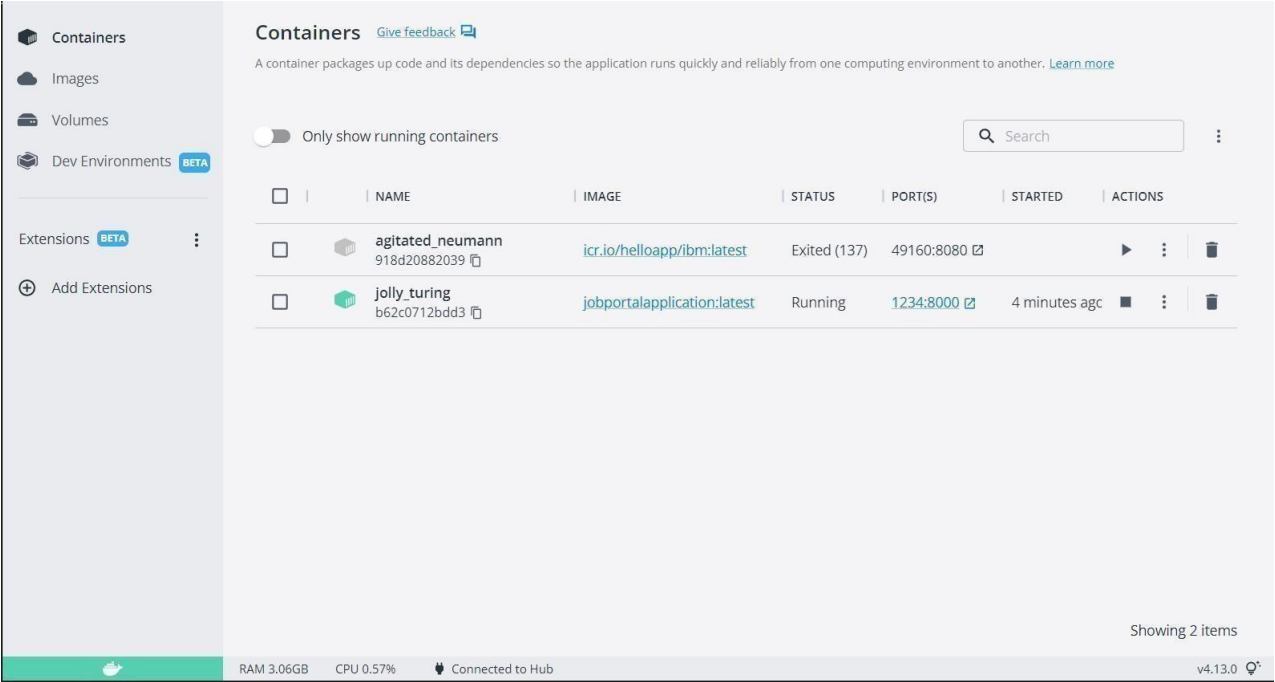 Containers
Images
Volumes
Dev Environments BETA
Extensions BETA
Add Extensions
Containers Give feedback
A container packages up code and its dependencies so the application runs quickly and reliably from one computing environment to another. Learn more
Only show running containers
Search
NAME IMAGE STATUS PORT(S) STARTED ACTIONS
agitated_neumann icr.io/helloapp/ibm:latest Exited (137) 49160:8080
918d20882039
jolly_turing jobportalapplication:latest Running 1234:8000 4 minutes agc
b62c0712bdd3
Showing 2 items
RAM 3.06GB CPU 0.57% Connected to Hub v4.13.0